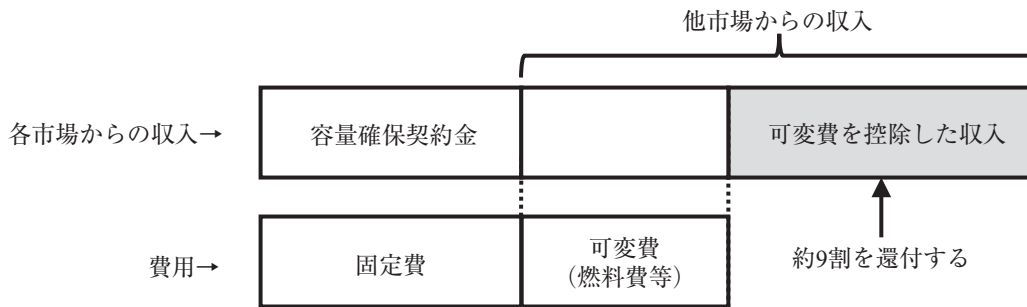 他市場からの収入
各市場からの収入→
容量確保契約金
可変費を控除した収入
費用→
固定費
可変費
（燃料費等）
約9割を還付する